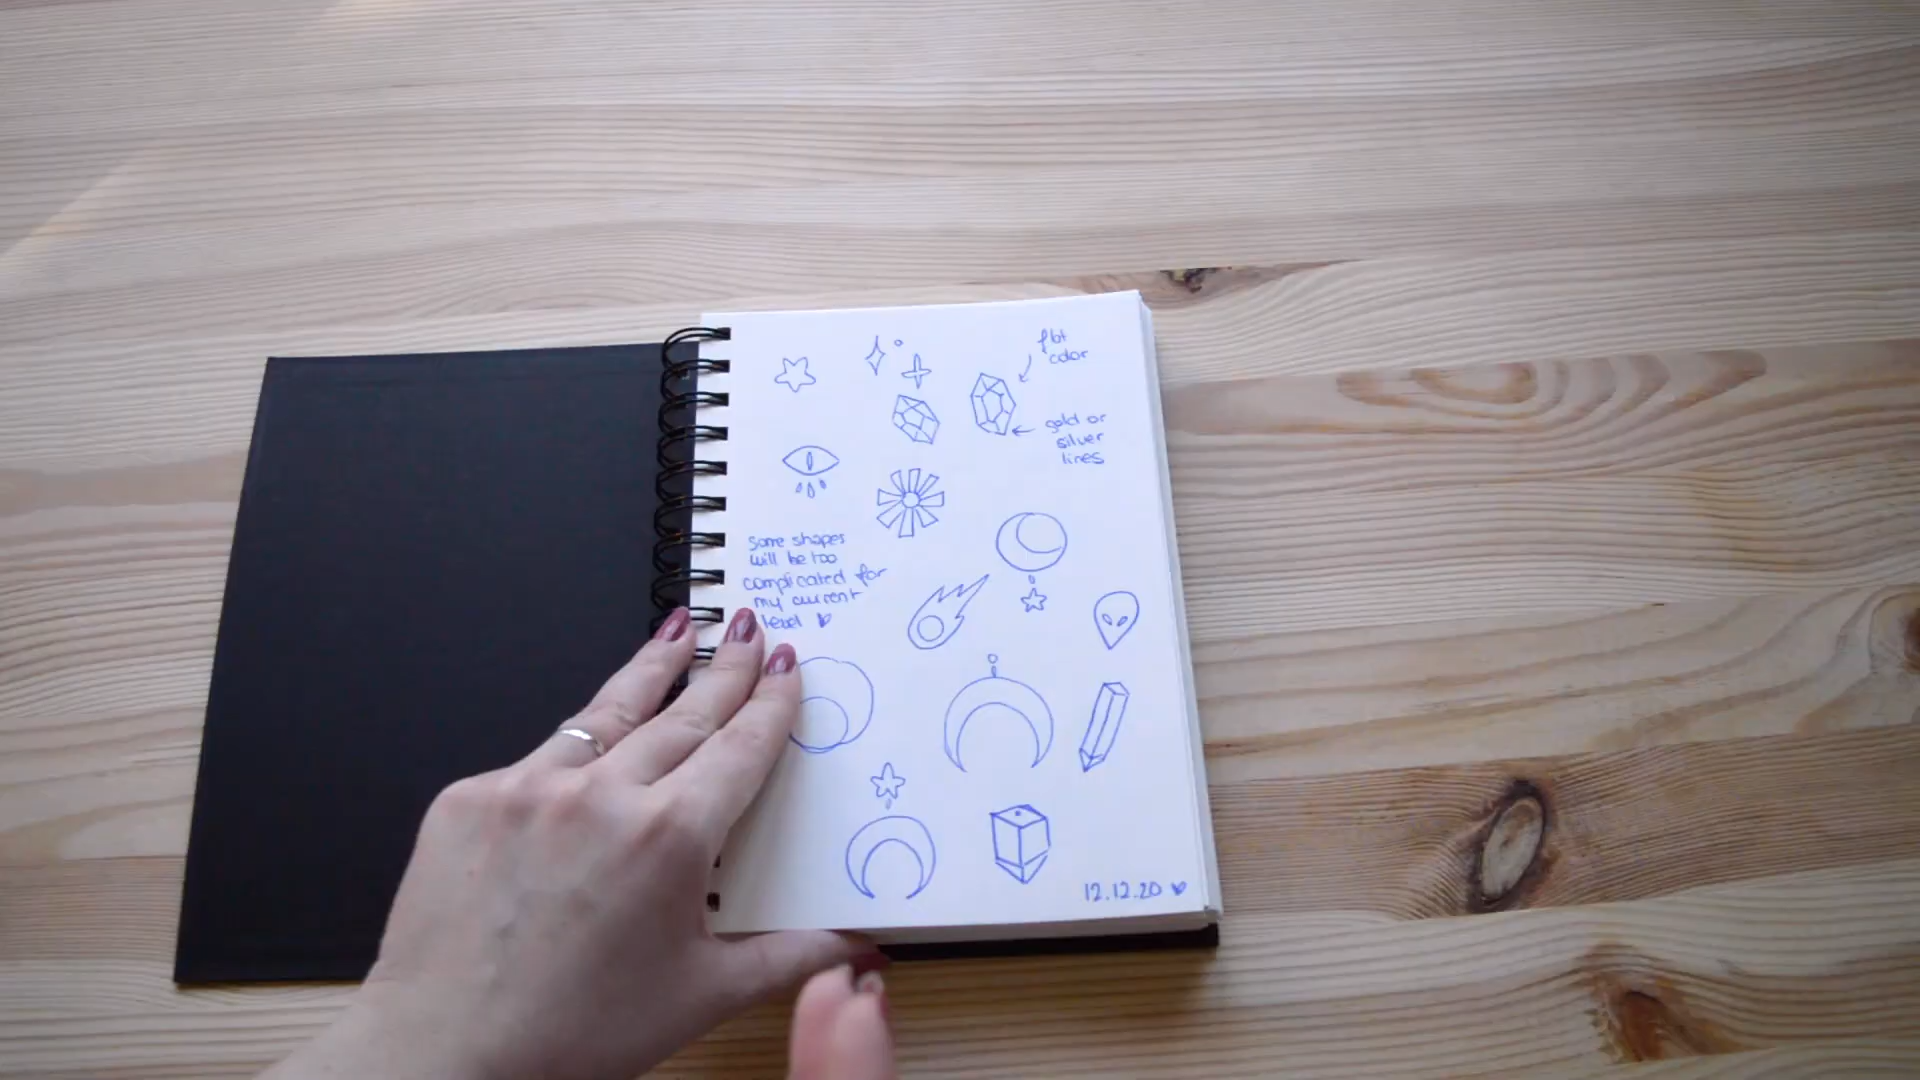 flat
color
gold or
silver
lines
some shapes
will be too
complicated for
my current
level
12.12.20